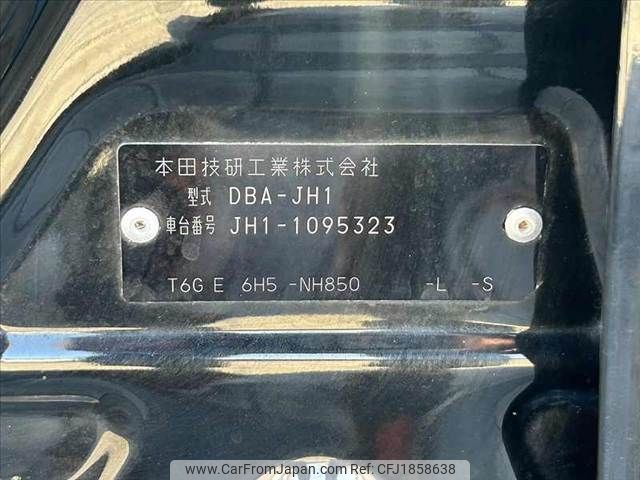 本田技研工業株式会社
型式 DBA-JH1
車台番号 JH1-1095323
T6G E 6H5 -NH850 -L -S
www.CarFromJapan.com - Ref No: CFJ1858638